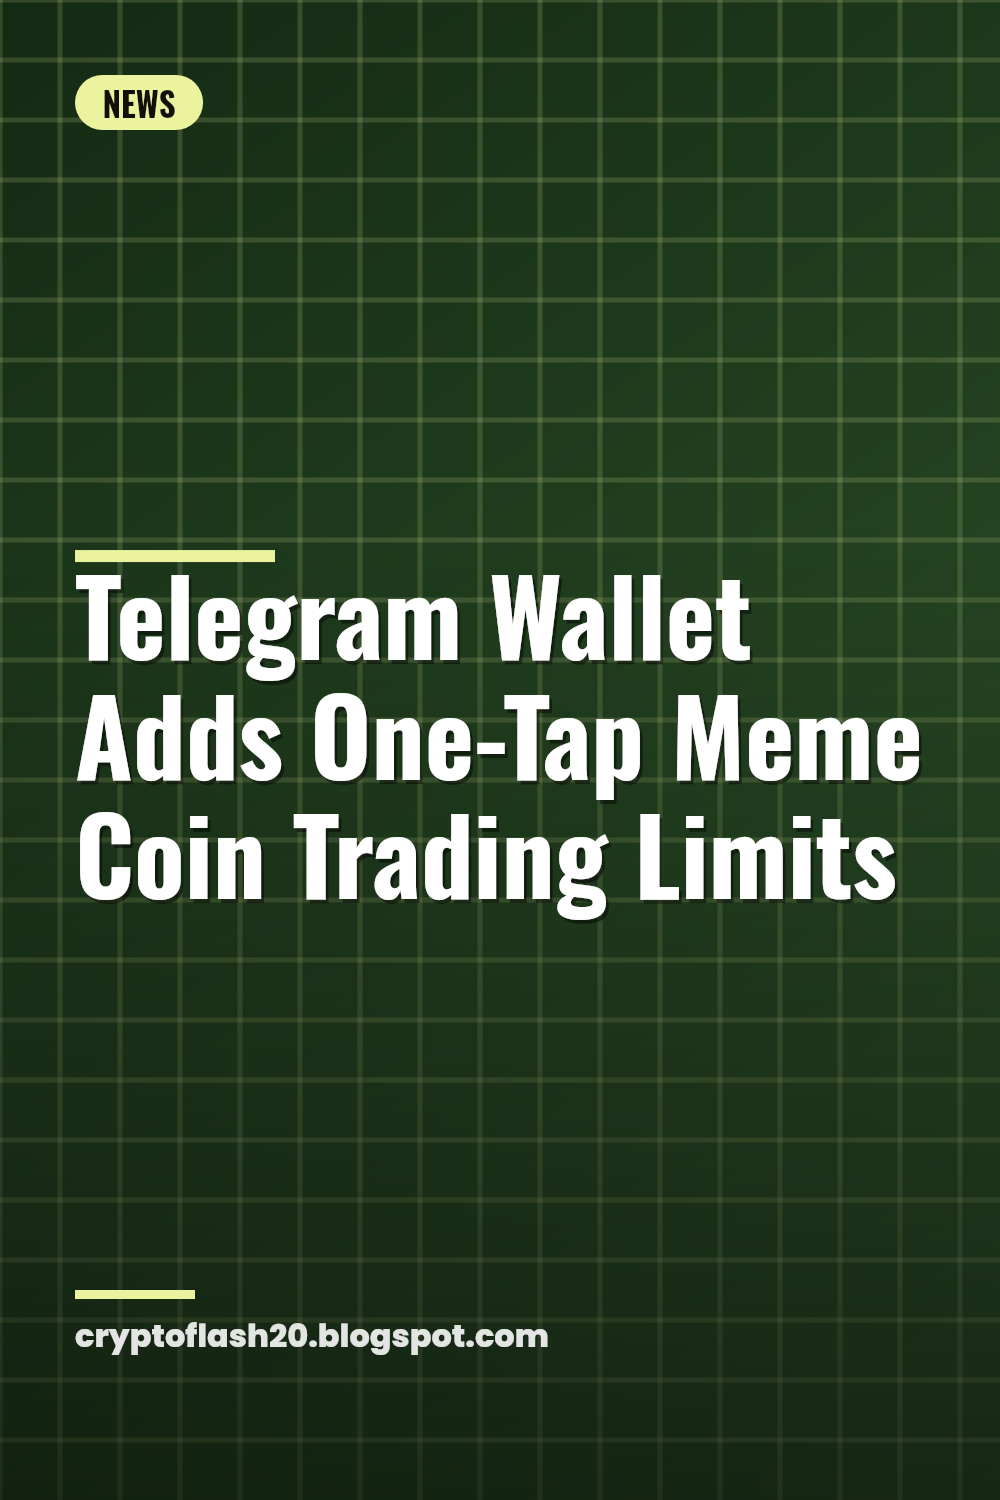 NEWS
Telegram Wallet
Adds One-Tap Meme
Coin Trading Limits
cryptoflash20.blogspot.com